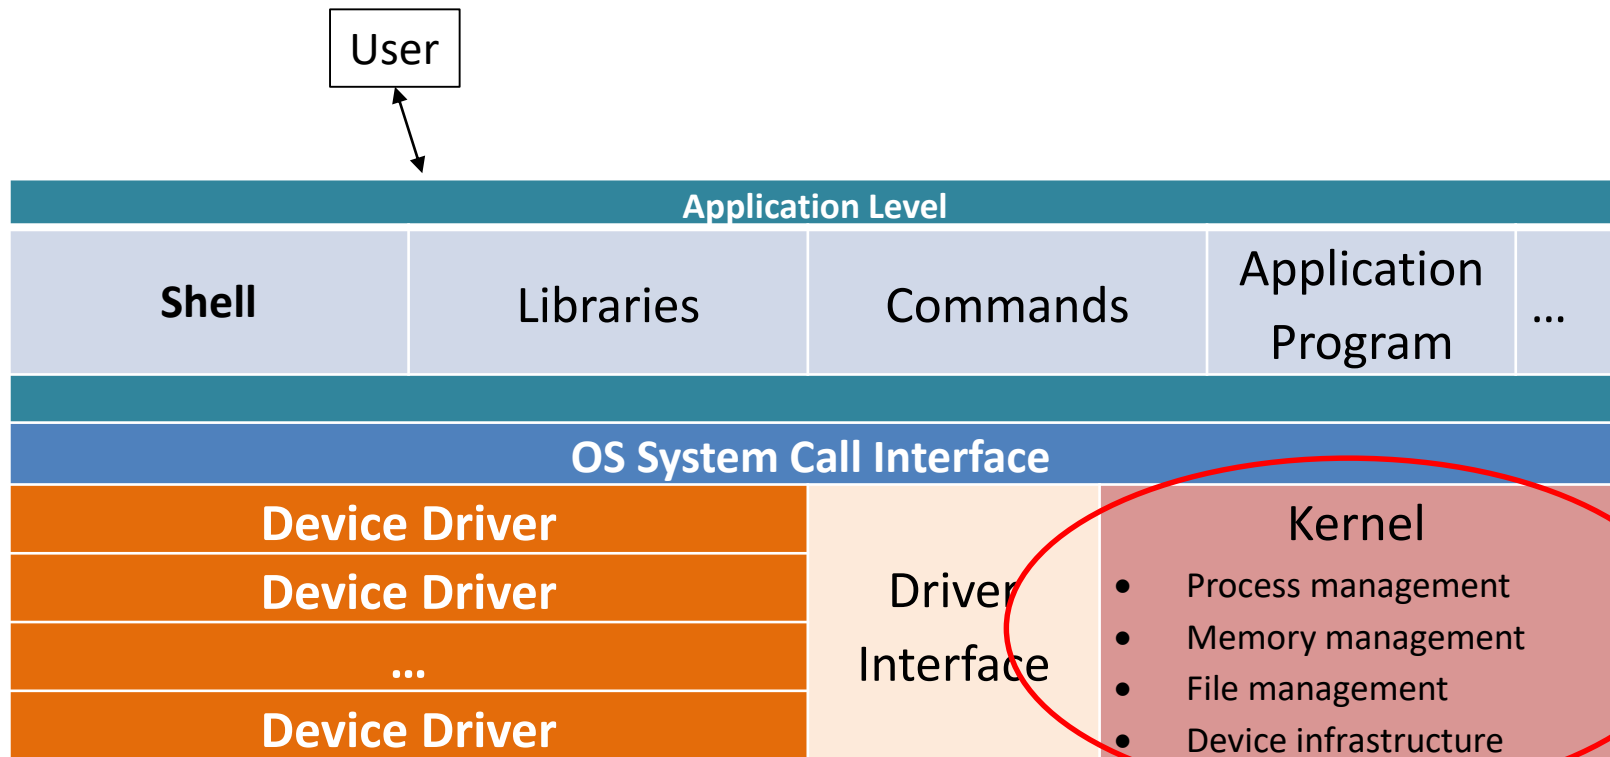 User
Application Level
Shell
Libraries
Commands
Application
Program
...
OS System Call Interface
Device Driver
Device Driver
...
Device Driver
Driver
Interface
Kernel
• Process management
• Memory management
• File management
• Device infrastructure